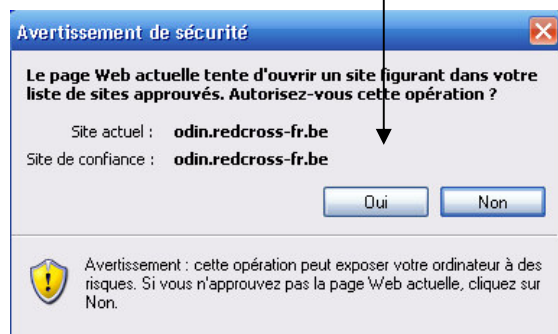 Avertissement de sécurité
Le page Web actuelle tente d'ouvrir un site figurant dans votre
liste de sites approuvés. Autorisez-vous cette opération ?
Site actuel : odin.redcross-fr.be
Site de confiance : odin.redcross-fr.be
Oui Non
Avertissement : cette opération peut exposer votre ordinateur à des
risques. Si vous n'approuvez pas la page Web actuelle, cliquez sur
Non.